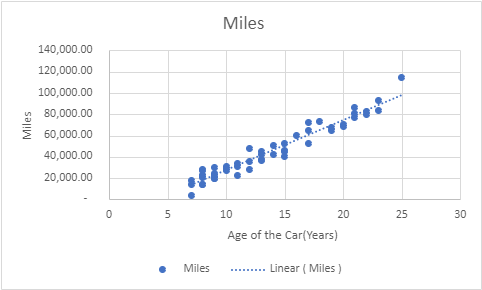 Miles
140,000.00
120,000.00
100,000.00
80,000.00
60,000.00
40,000.00
20,000.00
-
Miles
0 5 10 15 20 25 30
Age of the Car(Years)
Miles Linear ( Miles )